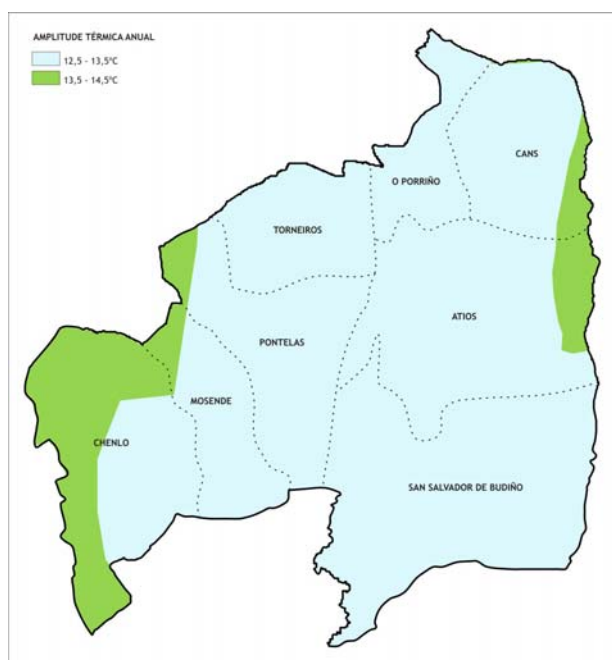 AMPLITUDE TÉRMICA ANUAL
12,5 - 13,5ºC
13,5 - 14,5ºC
CANS
O PORRIÑO
TORNEIROS
ATIOS
PONTELAS
MOSENDE
CHENLO
SAN SALVADOR DE BUDIÑO